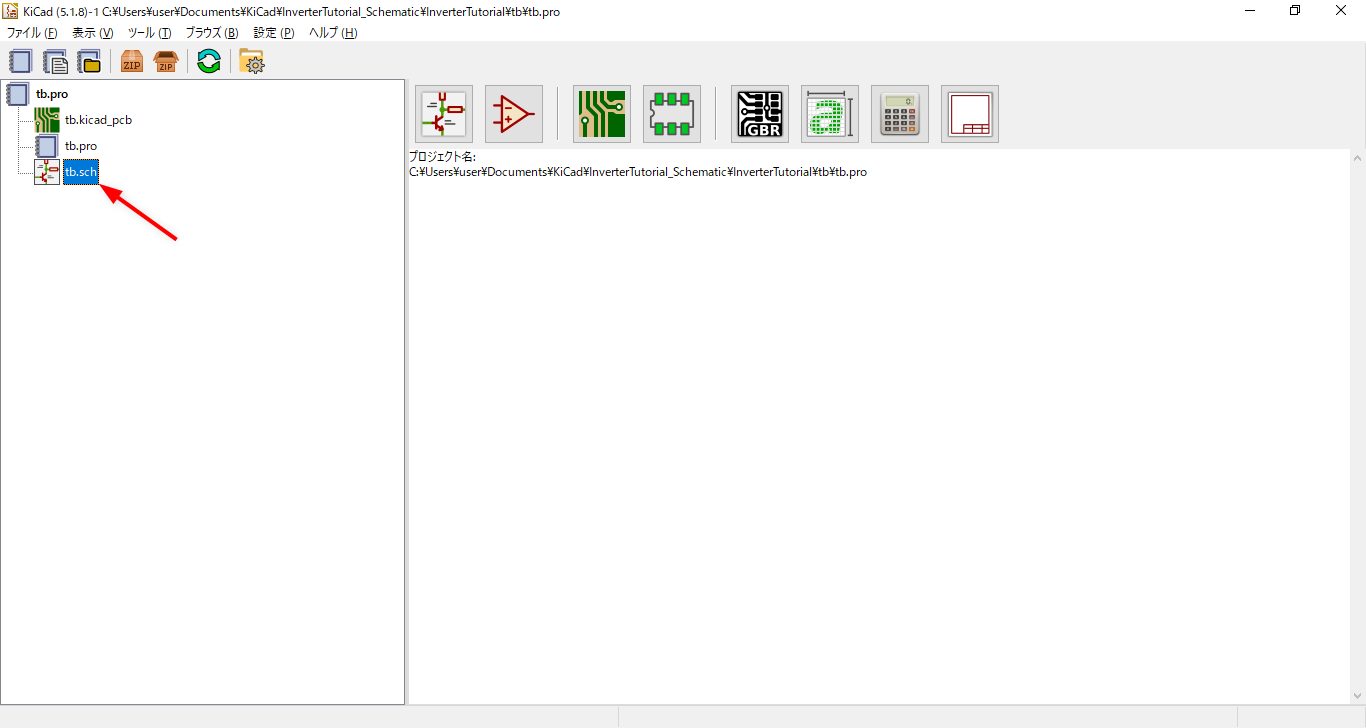 KiCad (5.1.8)-1 C:¥Users¥user¥Documents¥KiCad¥InverterTutorial_Schematic¥InverterTutorial¥tb¥tb.pro
ファイル (F) 表示 (V) ツール (T) ブラウズ (B) 設定 (P) ヘルプ (H)
ZIP ZIP
tb.pro
tb.kicad_pcb
tb.pro
tb.sch
GBR a 0.
プロジェクト名:
C:¥Users¥user¥Documents¥KiCad¥InverterTutorial_Schematic¥InverterTutorial¥tb¥tb.pro